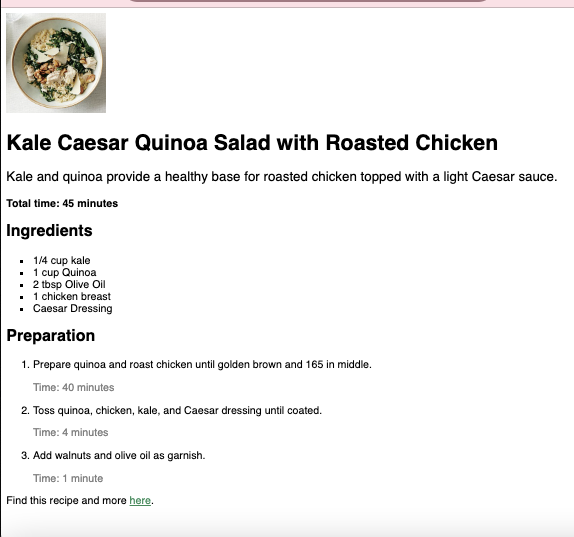 Kale Caesar Quinoa Salad with Roasted Chicken
Kale and quinoa provide a healthy base for roasted chicken topped with a light Caesar sauce.
Total time: 45 minutes
Ingredients
1/4 cup kale
1 cup Quinoa
2 tbsp Olive Oil
1 chicken breast
Caesar Dressing
Preparation
1. Prepare quinoa and roast chicken until golden brown and 165 in middle.
Time: 40 minutes
2. Toss quinoa, chicken, kale, and Caesar dressing until coated.
Time: 4 minutes
3. Add walnuts and olive oil as garnish.
Time: 1 minute
Find this recipe and more here.